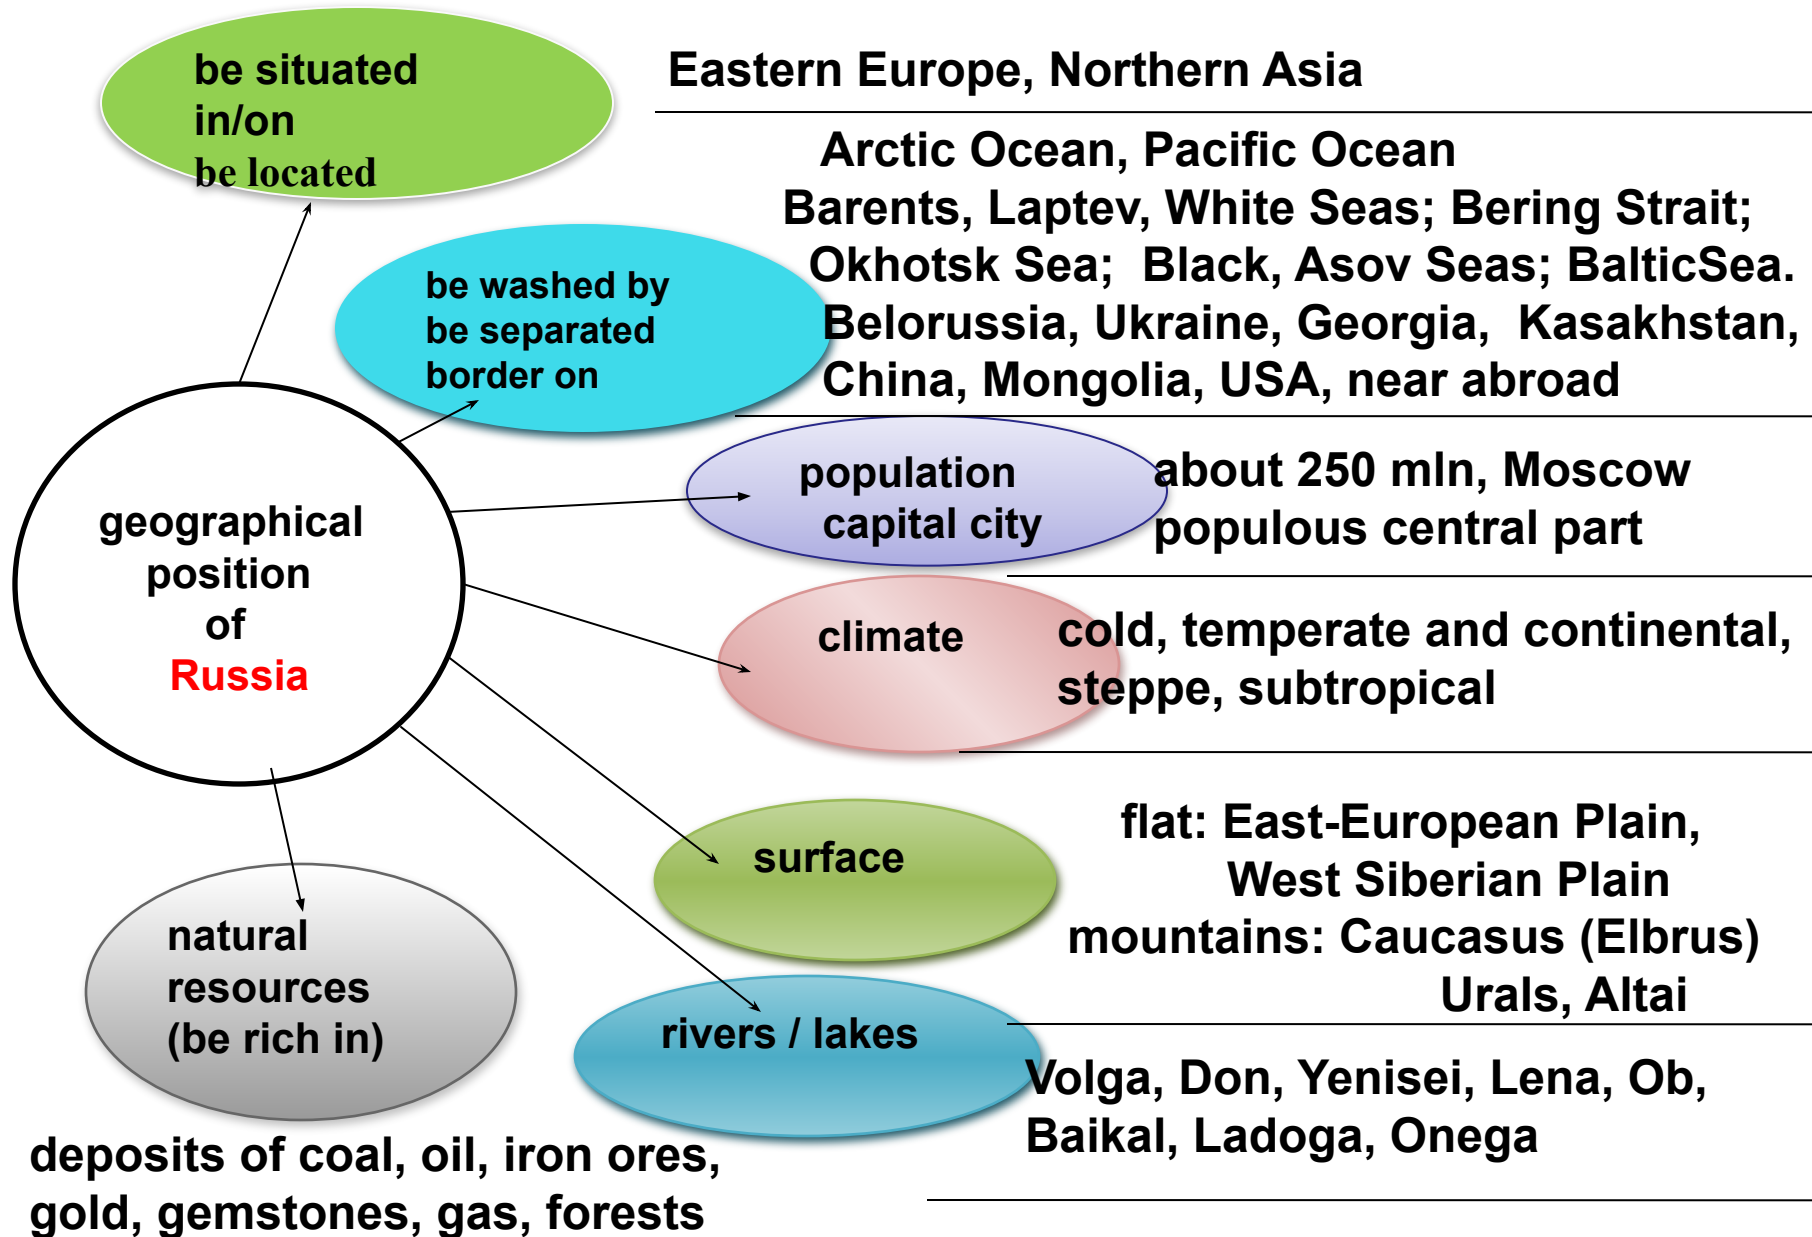 be situated
in/on
be located
Eastern Europe, Northern Asia
be washed by
be separated
border on
Arctic Ocean, Pacific Ocean
Barents, Laptev, White Seas; Bering Strait;
Okhotsk Sea; Black, Asov Seas; BalticSea.
Belorussia, Ukraine, Georgia, Kasakhstan,
China, Mongolia, USA, near abroad
geographical
position
of
Russia
population
capital city
about 250 mln, Moscow
populous central part
climate
cold, temperate and continental,
steppe, subtropical
surface
flat: East-European Plain,
West Siberian Plain
mountains: Caucasus (Elbrus)
Urals, Altai
rivers / lakes
Volga, Don, Yenisei, Lena, Ob,
Baikal, Ladoga, Onega
natural
resources
(be rich in)
deposits of coal, oil, iron ores,
gold, gemstones, gas, forests